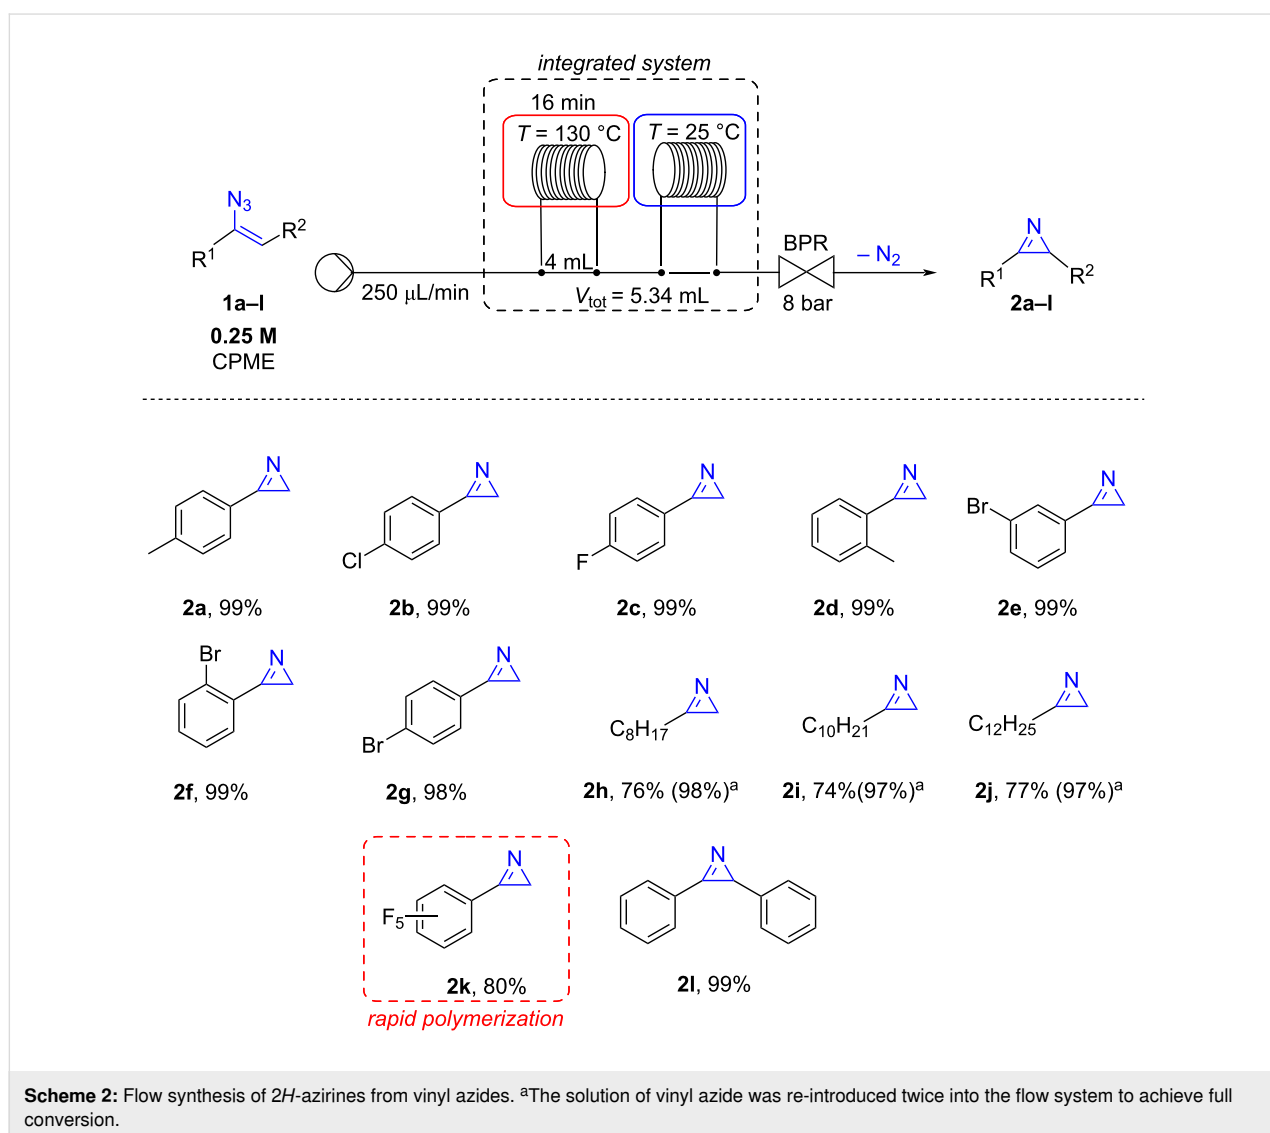 integrated system
16 min
T = 130 °C
T = 25 °C
N3
R1
R2
1a–l
0.25 M
CPME
250 μL/min
4 mL
Vtot = 5.34 mL
BPR
8 bar
– N2
N
R1
R2
2a–l
N
2a, 99%
N
Cl
2b, 99%
N
F
2c, 99%
N
2d, 99%
N
Br
2e, 99%
Br
N
2f, 99%
N
Br
2g, 98%
N
C8H17
2h, 76% (98%)a
N
C10H21
2i, 74%(97%)a
N
C12H25
2j, 77% (97%)a
N
F5
2k, 80%
rapid polymerization
N
2l, 99%
Scheme 2: Flow synthesis of 2H-azirines from vinyl azides. aThe solution of vinyl azide was re-introduced twice into the flow system to achieve full
conversion.